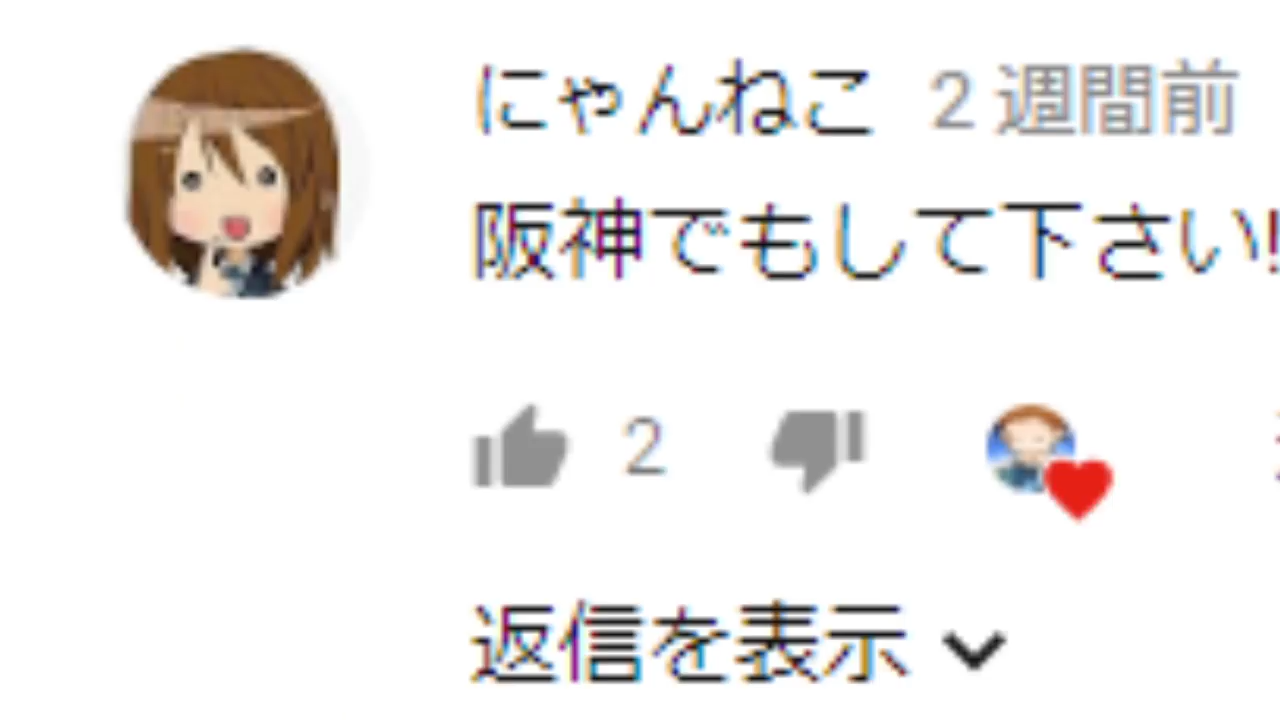 にゃんねこ 2 週間前
阪神でもして下さい!
2
返信を表示